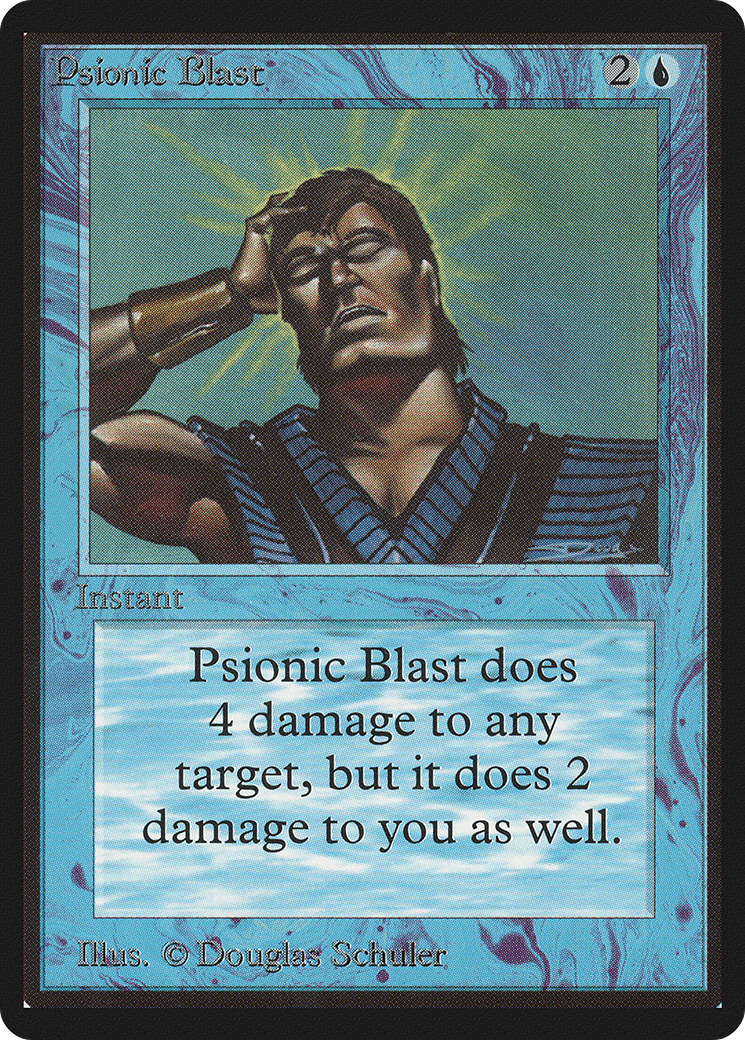 Psionic Blast 2
Instant
Psionic Blast does
4 damage to any
target, but it does 2
damage to you as well.
Illus. © Douglas Schuler